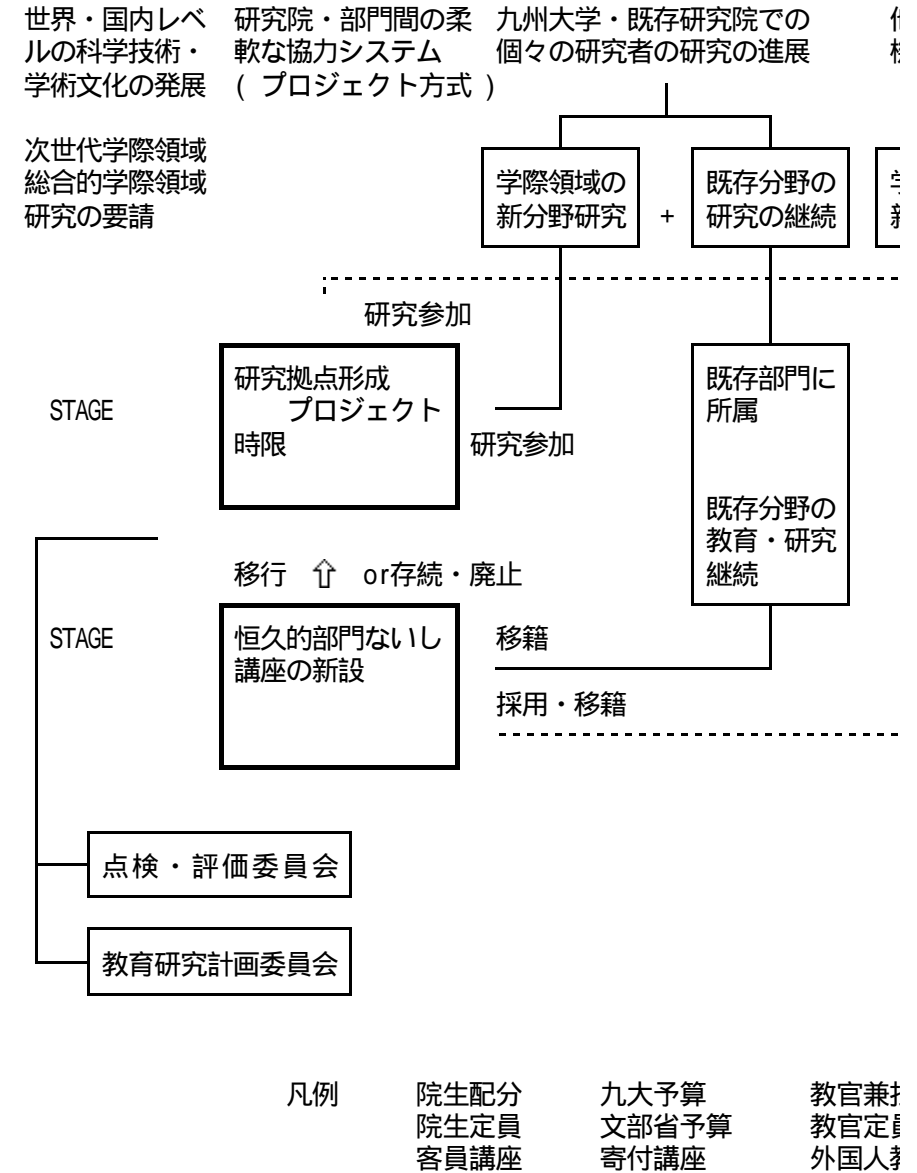 世界・国内レベ
ルの科学技術・
学術文化の発展
研究院・部門間の柔
軟な協力システム
( プロジェクト方式 )
九州大学・既存研究院での
個々の研究者の研究の進展
次世代学際領域
総合的学際領域
研究の要請
学際領域の
新分野研究
+
既存分野の
研究の継続
研究参加
STAGE
研究拠点形成
プロジェクト
時限
研究参加
既存部門に
所属
既存分野の
教育・研究
継続
移行 ⇧ or存続・廃止
STAGE
恒久的部門ないし
講座の新設
移籍
採用・移籍
点検・評価委員会
教育研究計画委員会
凡例
院生配分
院生定員
客員講座
九大予算
文部省予算
寄付講座
教官兼
教官定
外国人